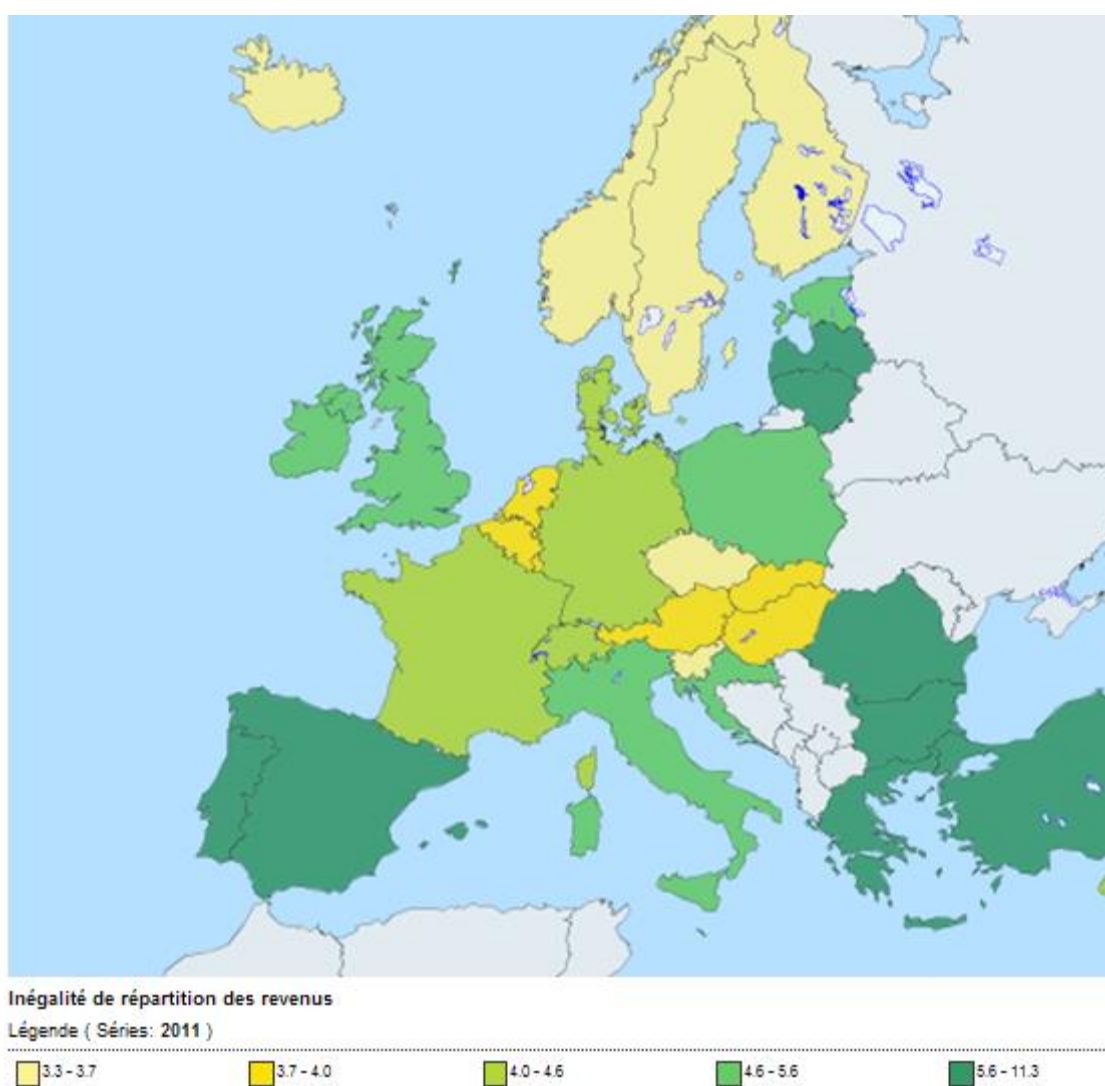 Inégalité de répartition des revenus
Légende ( Séries: 2011 )
3.3 - 3.7 3.7 - 4.0 4.0 - 4.6 4.6 - 5.6 5.6 - 11.3